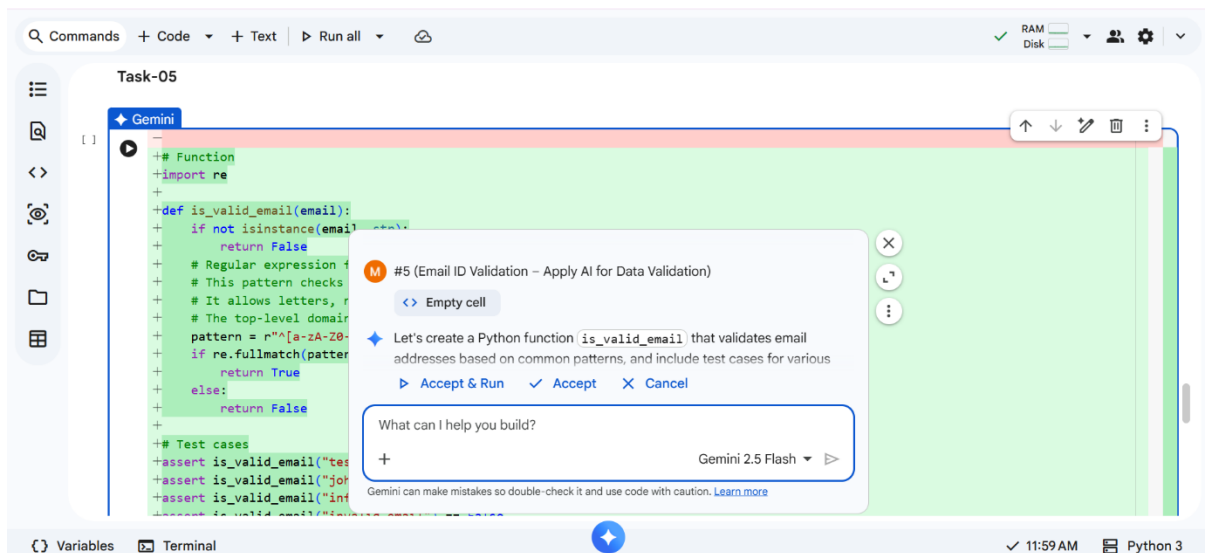 Commands + Code + Text Run all RAM
Disk
Task-05
Gemini
[ ]
-
+# Function
+import re
+
+def is_valid_email(email):
+ if not isinstance(email, str):
+ return False
+ # Regular expression f
+ # This pattern checks
+ # It allows letters, n
+ # The top-level domain
+ pattern = r"^[a-zA-Z0-
+ if re.fullmatch(patter
+ return True
+ else:
+ return False
+
+# Test cases
+assert is_valid_email("tes
+assert is_valid_email("joh
+assert is_valid_email("inf
+assert is_valid_email("invalid_email") == False
M #5 (Email ID Validation – Apply AI for Data Validation)
<> Empty cell
Let's create a Python function is_valid_email that validates email
addresses based on common patterns, and include test cases for various
Accept & Run Accept Cancel
What can I help you build?
+ Gemini 2.5 Flash
Gemini can make mistakes so double-check it and use code with caution. Learn more
{} Variables Terminal 11:59 AM Python 3